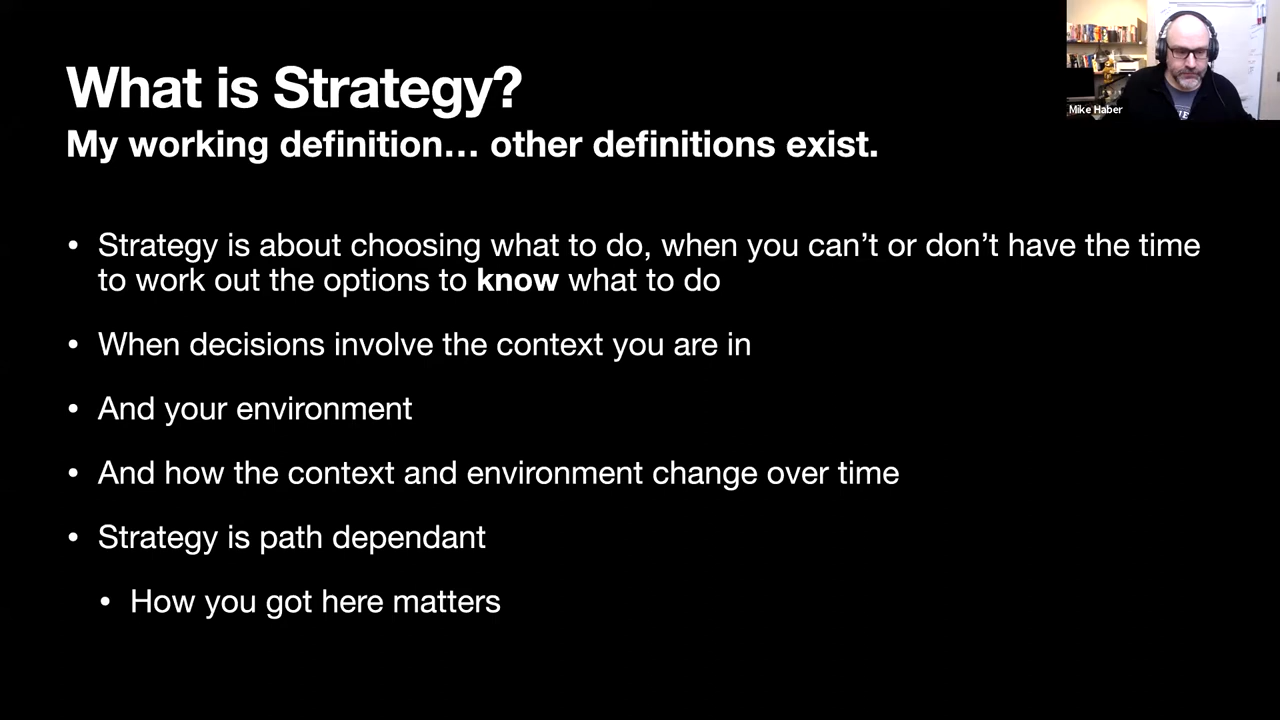 What is Strategy?
My working definition… other definitions exist.
• Strategy is about choosing what to do, when you can’t or don’t have the time
to work out the options to know what to do
• When decisions involve the context you are in
• And your environment
• And how the context and environment change over time
• Strategy is path dependant
• How you got here matters
Mike Haber